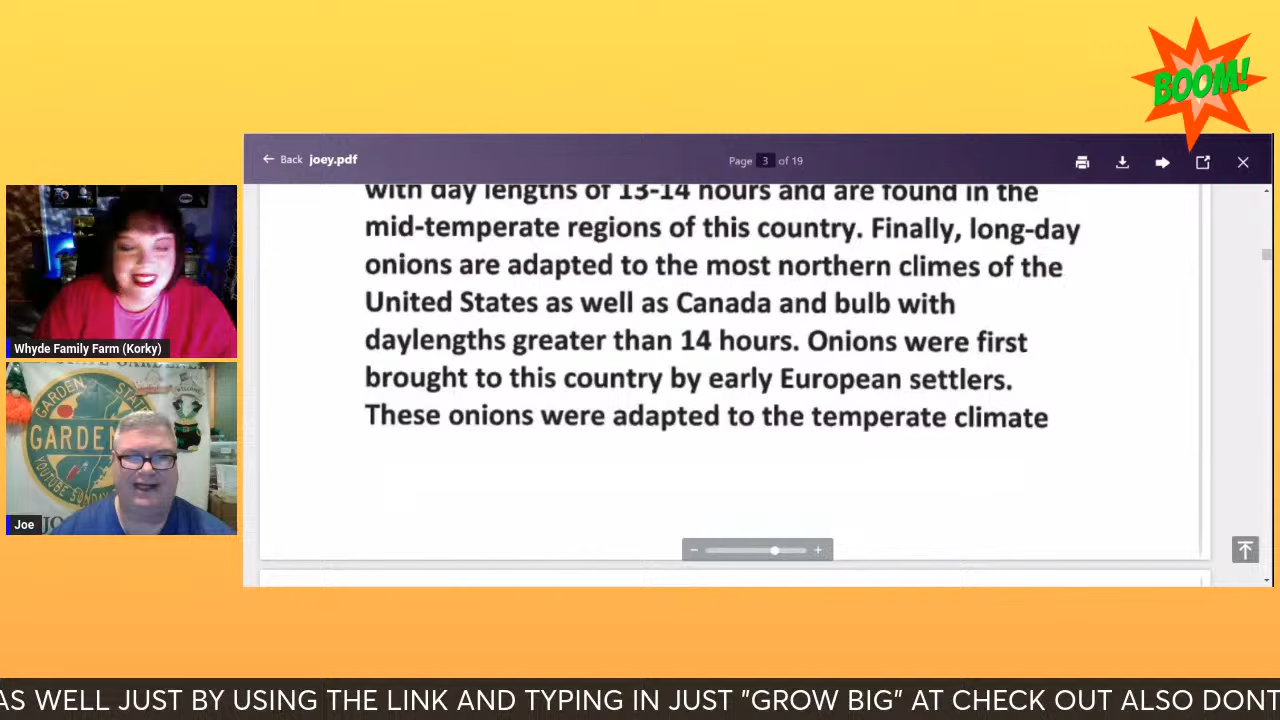 BOOM!
← Back joey.pdf
Page 3 of 19
with day lengths of 13-14 hours and are found in the
mid-temperate regions of this country. Finally, long-day
onions are adapted to the most northern climes of the
United States as well as Canada and bulb with
daylengths greater than 14 hours. Onions were first
brought to this country by early European settlers.
These onions were adapted to the temperate climate
Whyde Family Farm (Korky)
GARDEN STATE
GARDEN
YOUTUBE SUNDAY
Joe
AS WELL JUST BY USING THE LINK AND TYPING IN JUST "GROW BIG" AT CHECK OUT ALSO DONT